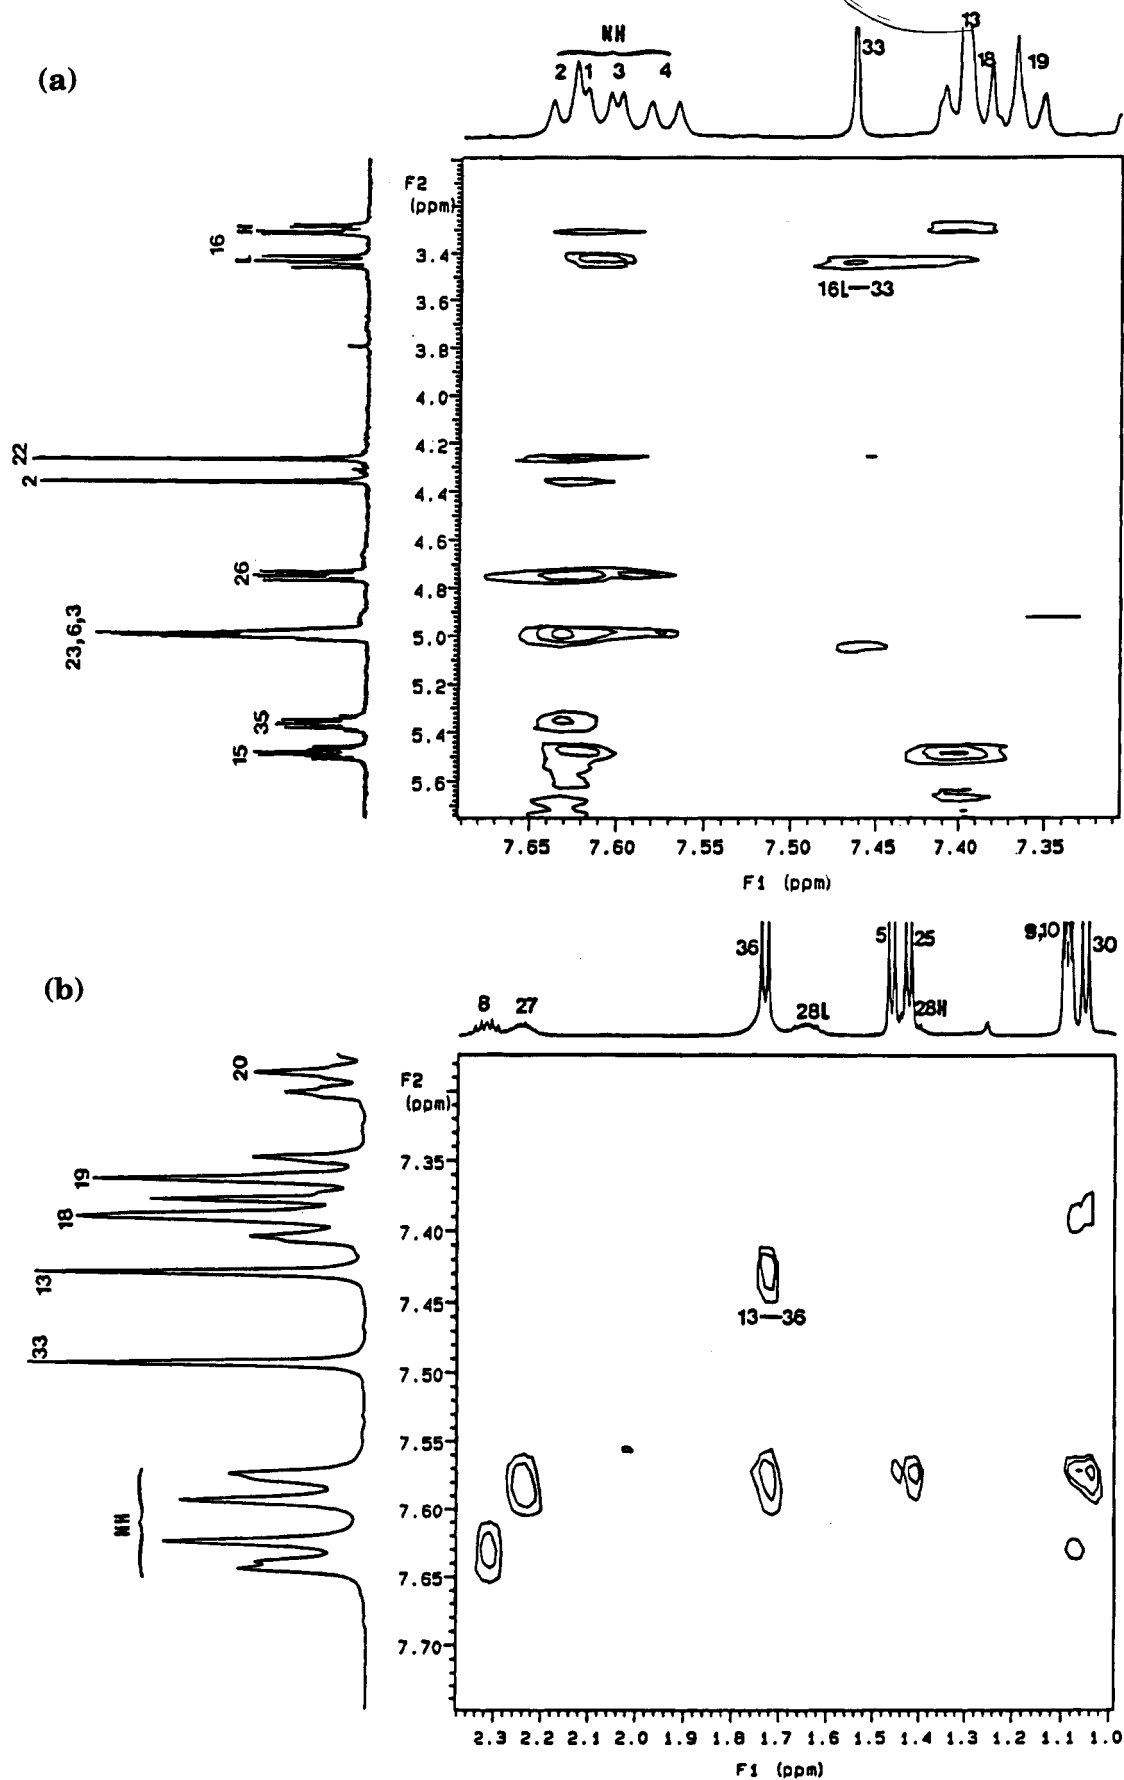 (a)
NH
2 1 3 4
33
13
18
19
F2
(ppm)
16
H
L
22
2
26
23,6,3
35
15
3.4
3.6
3.8
4.0
4.2
4.4
4.6
4.8
5.0
5.2
5.4
5.6
16L—33
7.65 7.60 7.55 7.50 7.45 7.40 7.35
F1 (ppm)
(b)
8
27
36
28L
5
25
28H
9,10
30
F2
(ppm)
20
19
18
13
33
NH
7.35
7.40
7.45
7.50
7.55
7.60
7.65
7.70
13—36
2.3 2.2 2.1 2.0 1.9 1.8 1.7 1.6 1.5 1.4 1.3 1.2 1.1 1.0
F1 (ppm)